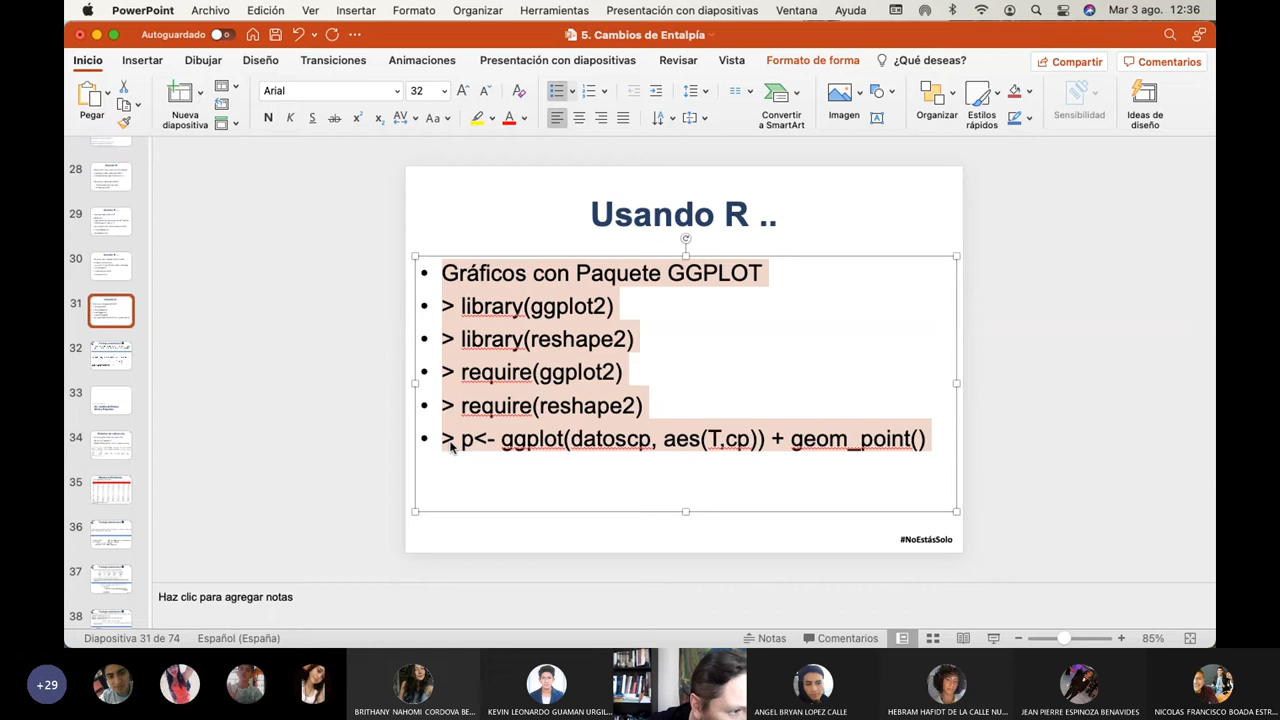 PowerPoint Archivo Edición Ver Insertar Formato Organizar Herramientas Presentación con diapositivas Ventana Ayuda Mar 3 ago. 12:36
Autoguardado 5. Cambios de Entalpía
Inicio Insertar Dibujar Diseño Transiciones Animaciones Presentación con diapositivas Revisar Vista Formato de forma ¿Qué deseas? Compartir Comentarios
Arial 32
Pegar Nueva diapositiva N K S ab x² x₂ AV Aa A Convertir a SmartArt Imagen Organizar Estilos rápidos Sensibilidad Ideas de diseño
28
29
30
31
32
33
34
35
36
37
38
Usando R ..
• Gráficos con Paquete GGPLOT
• > library(ggplot2)
• > library(reshape2)
• > require(ggplot2)
• > require(reshape2)
• > p<- ggplot(datoscp, aes(T.cp)) + geom_point()
#NoEstásSolo
Haz clic para agregar notas
Diapositiva 31 de 74 Español (España) Notas Comentarios 85%
+29
BRITHANY NAHOMI CORDOVA BE...
KEVIN LEONARDO GUAMAN URGIL...
ANGEL BRYAN LOPEZ CALLE
HEBRAM HAFIDT DE LA CALLE NU...
JEAN PIERRE ESPINOZA BENAVIDES
NICOLAS FRANCISCO BOADA ESTR...